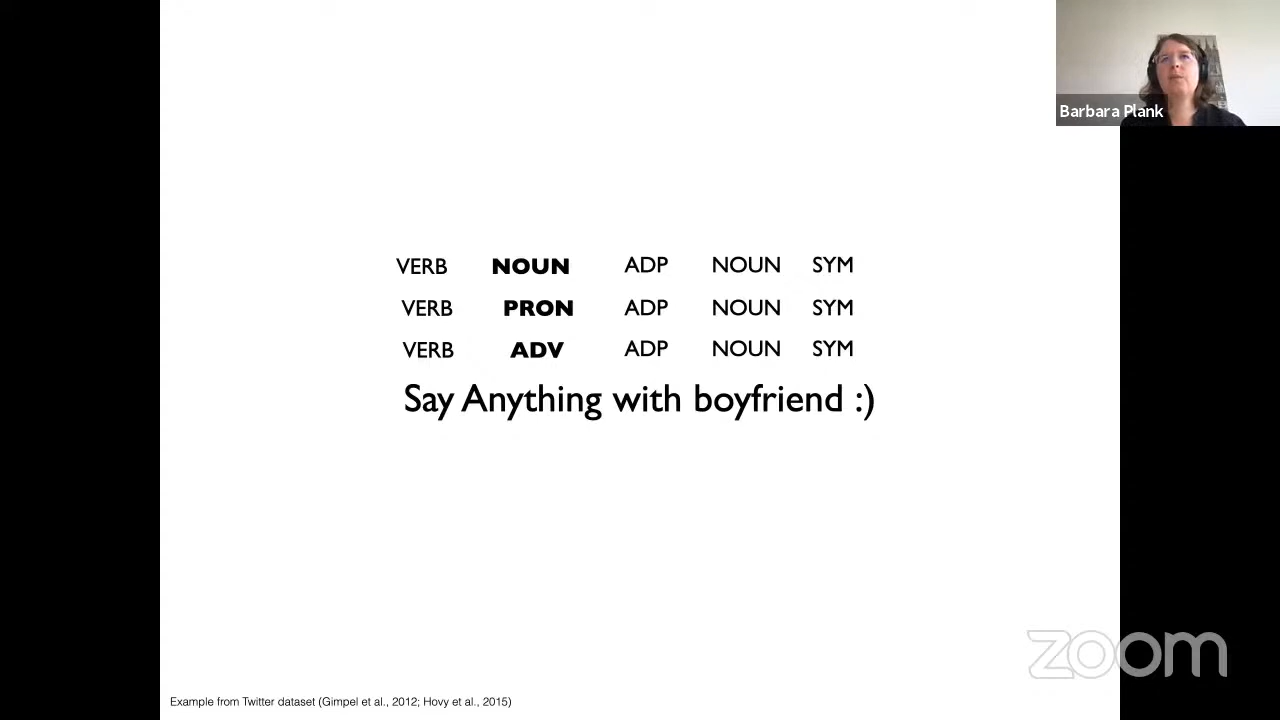 Barbara Plank
VERB NOUN ADP NOUN SYM
VERB PRON ADP NOUN SYM
VERB ADV ADP NOUN SYM
Say Anything with boyfriend :)
zoom
Example from Twitter dataset (Gimpel et al., 2012; Hovy et al., 2015)